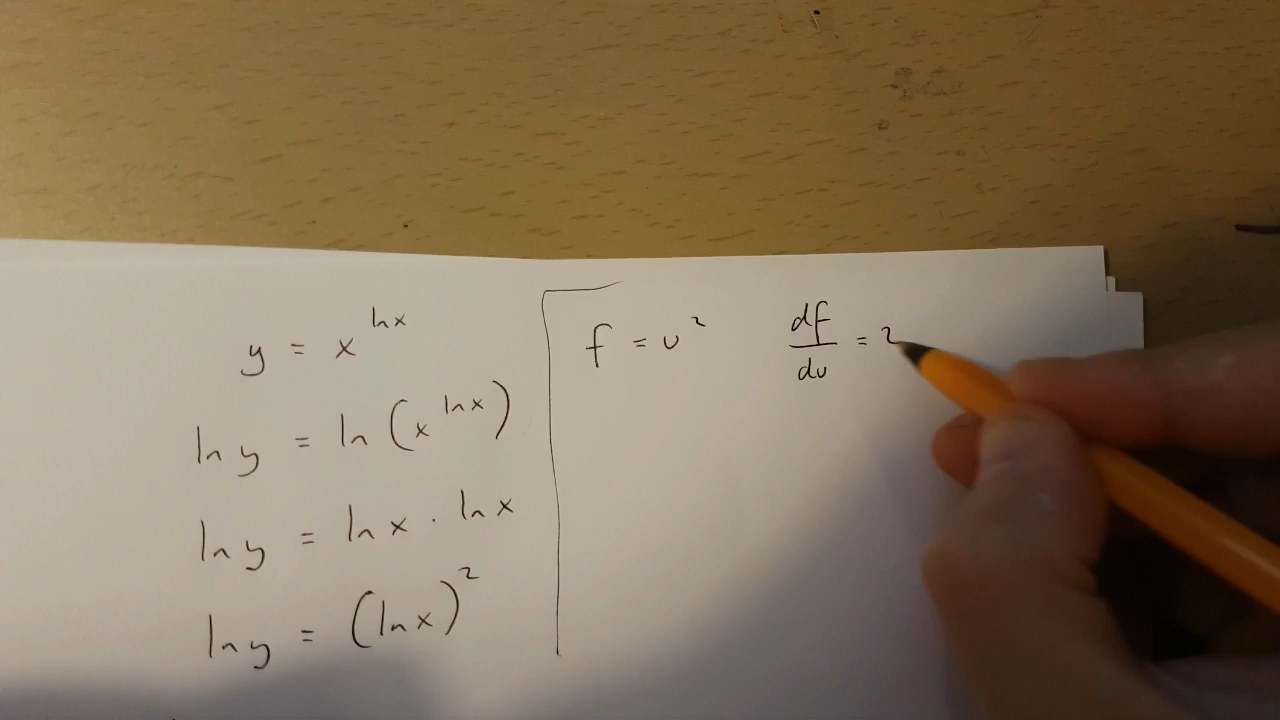 y = x^{ln x}
ln y = ln (x^{ln x})
ln y = ln x · ln x
ln y = (ln x)^2
f = u^2
df/du = 2